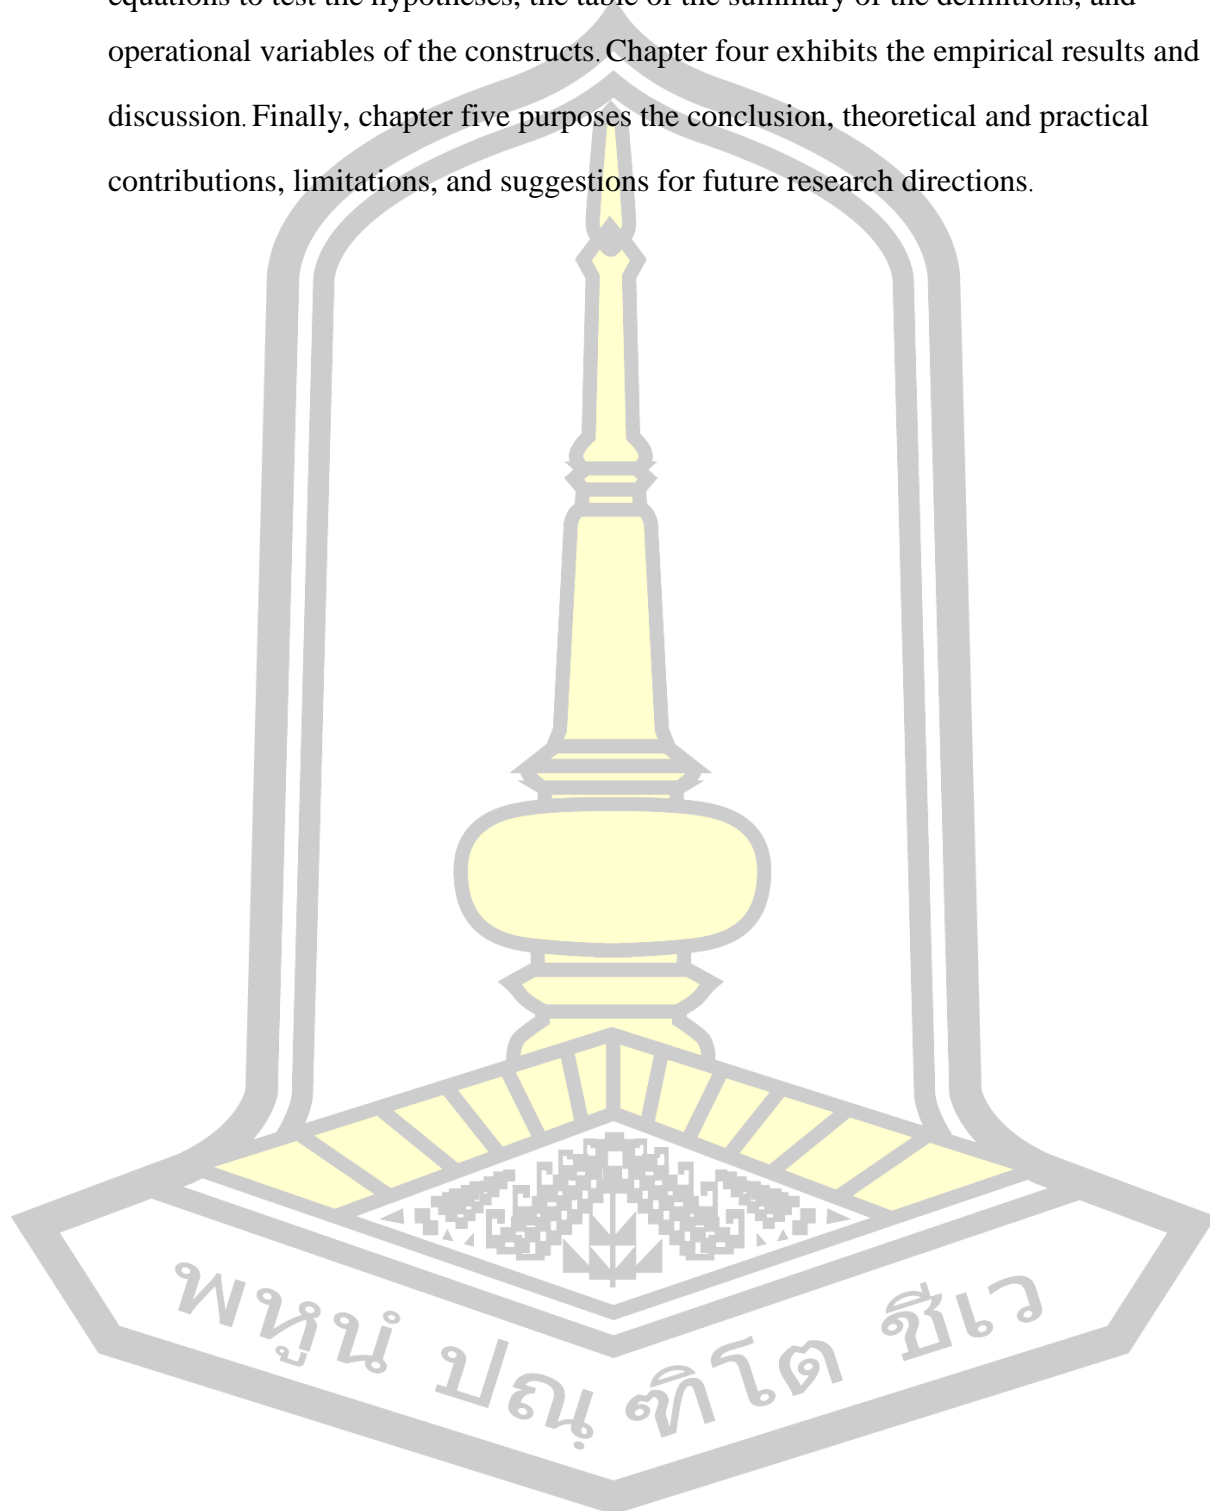 equations to test the hypotheses, the table of the summary of the definitions, and
operational variables of the constructs. Chapter four exhibits the empirical results and
discussion. Finally, chapter five purposes the conclusion, theoretical and practical
contributions, limitations, and suggestions for future research directions.
พหูนํ ปณฺ ฑิโต ชีเว